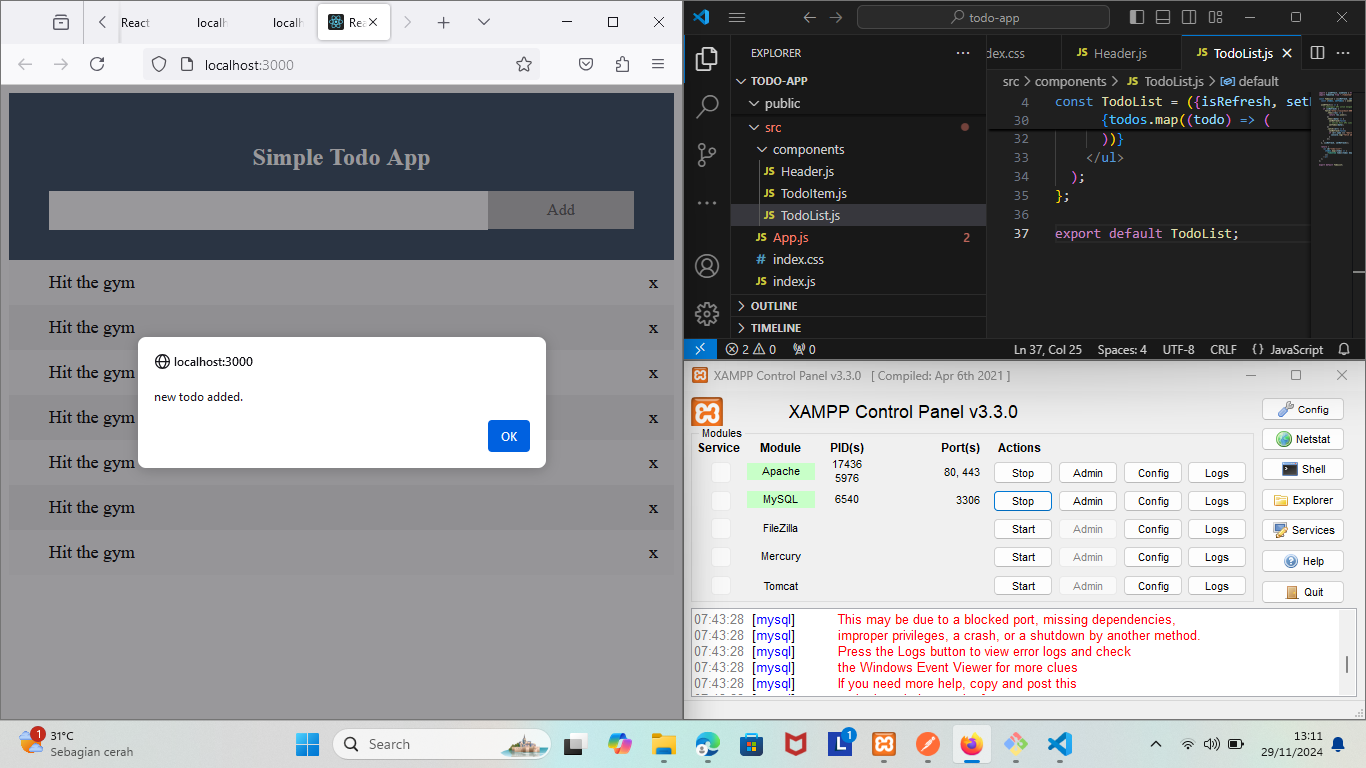 React
localh
localh
Rea
localhost:3000
Simple Todo App
Add
Hit the gym x
Hit the gym
Hit the gym x
Hit the gym x
Hit the gym x
Hit the gym x
Hit the gym x
localhost:3000
new todo added.
OK
todo-app
EXPLORER
TODO-APP
public
src
components
JS Header.js
JS TodoItem.js
JS TodoList.js
JS App.js 2
# index.css
JS index.js
OUTLINE
TIMELINE
dex.css
JS Header.js
JS TodoList.js
src > components > JS TodoList.js > default
4 const TodoList = ({isRefresh, setR
30 {todos.map((todo) => (
32 ))}
33 </ul>
34 );
35 };
36
37 export default TodoList;
2 0 0
Ln 37, Col 25 Spaces: 4 UTF-8 CRLF {} JavaScript
XAMPP Control Panel v3.3.0 [ Compiled: Apr 6th 2021 ]
XAMPP Control Panel v3.3.0
Modules
Service Module PID(s) Port(s) Actions
Apache 17436 5976 80, 443 Stop Admin Config Logs
MySQL 6540 3306 Stop Admin Config Logs
FileZilla Start Admin Config Logs
Mercury Start Admin Config Logs
Tomcat Start Admin Config Logs
Config
Netstat
Shell
Explorer
Services
Help
Quit
07:43:28 [mysql] This may be due to a blocked port, missing dependencies,
07:43:28 [mysql] improper privileges, a crash, or a shutdown by another method.
07:43:28 [mysql] Press the Logs button to view error logs and check
07:43:28 [mysql] the Windows Event Viewer for more clues
07:43:28 [mysql] If you need more help, copy and post this
1
31°C
Sebagian cerah
Search
L 1
13:11
29/11/2024